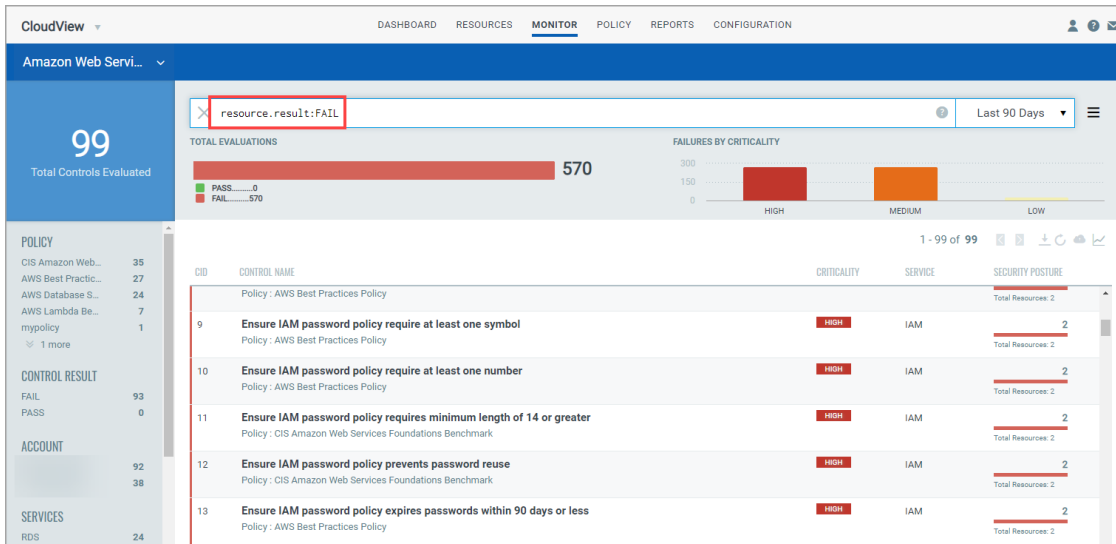 CloudView
DASHBOARD RESOURCES MONITOR POLICY REPORTS CONFIGURATION
Amazon Web Servi...
99
Total Controls Evaluated
resource.result:FAIL
Last 90 Days
TOTAL EVALUATIONS
570
PASS..........0
FAIL.........570
FAILURES BY CRITICALITY
300
150
0
HIGH MEDIUM LOW
1 - 99 of 99
POLICY
CIS Amazon Web... 35
AWS Best Practic... 27
AWS Database S... 24
AWS Lambda Be... 7
mypolicy 1
1 more
CONTROL RESULT
FAIL 93
PASS 0
ACCOUNT
92
38
SERVICES
RDS 24
CID CONTROL NAME CRITICALITY SERVICE SECURITY POSTURE
Policy : AWS Best Practices Policy
Total Resources: 2
9 Ensure IAM password policy require at least one symbol HIGH IAM 2
Policy : AWS Best Practices Policy
Total Resources: 2
10 Ensure IAM password policy require at least one number HIGH IAM 2
Policy : AWS Best Practices Policy
Total Resources: 2
11 Ensure IAM password policy requires minimum length of 14 or greater HIGH IAM 2
Policy : CIS Amazon Web Services Foundations Benchmark
Total Resources: 2
12 Ensure IAM password policy prevents password reuse HIGH IAM 2
Policy : CIS Amazon Web Services Foundations Benchmark
Total Resources: 2
13 Ensure IAM password policy expires passwords within 90 days or less HIGH IAM 2
Policy : AWS Best Practices Policy
Total Resources: 2